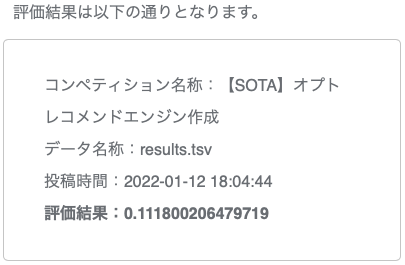 評価結果は以下の通りとなります。
コンペティション名称：【SOTA】オプト
レコメンドエンジン作成
データ名称：results.tsv
投稿時間：2022-01-12 18:04:44
評価結果：0.111800206479719